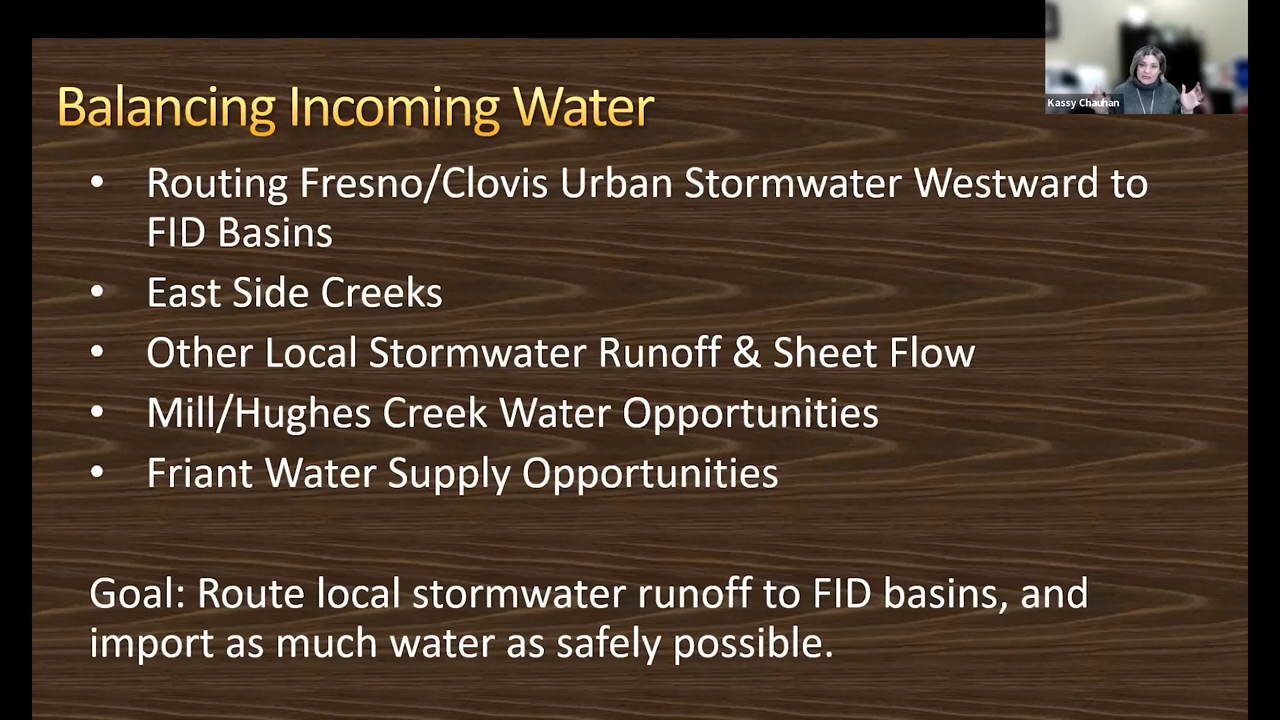 Kassy Chauhan
Balancing Incoming Water
• Routing Fresno/Clovis Urban Stormwater Westward to
FID Basins
• East Side Creeks
• Other Local Stormwater Runoff & Sheet Flow
• Mill/Hughes Creek Water Opportunities
• Friant Water Supply Opportunities
Goal: Route local stormwater runoff to FID basins, and
import as much water as safely possible.